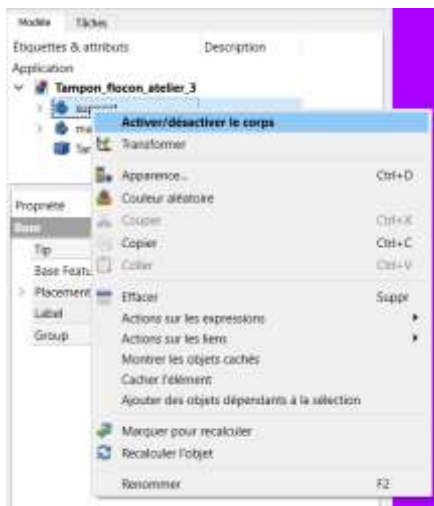 Modèle Tâches
Étiquettes & attributs Description
Application
Tampon_flocon_atelier_3
support
Activer/désactiver le corps
Transformer
Apparence... Ctrl+D
Couleur aléatoire
Couper Ctrl+X
Copier Ctrl+C
Coller Ctrl+V
Effacer Suppr
Actions sur les expressions
Actions sur les liens
Montrer les objets cachés
Cacher l'élément
Ajouter des objets dépendants à la sélection
Marquer pour recalculer
Recalculer l'objet
Renommer F2
Propriété
Base
Tip
Base Featu
Placement
Label
Group